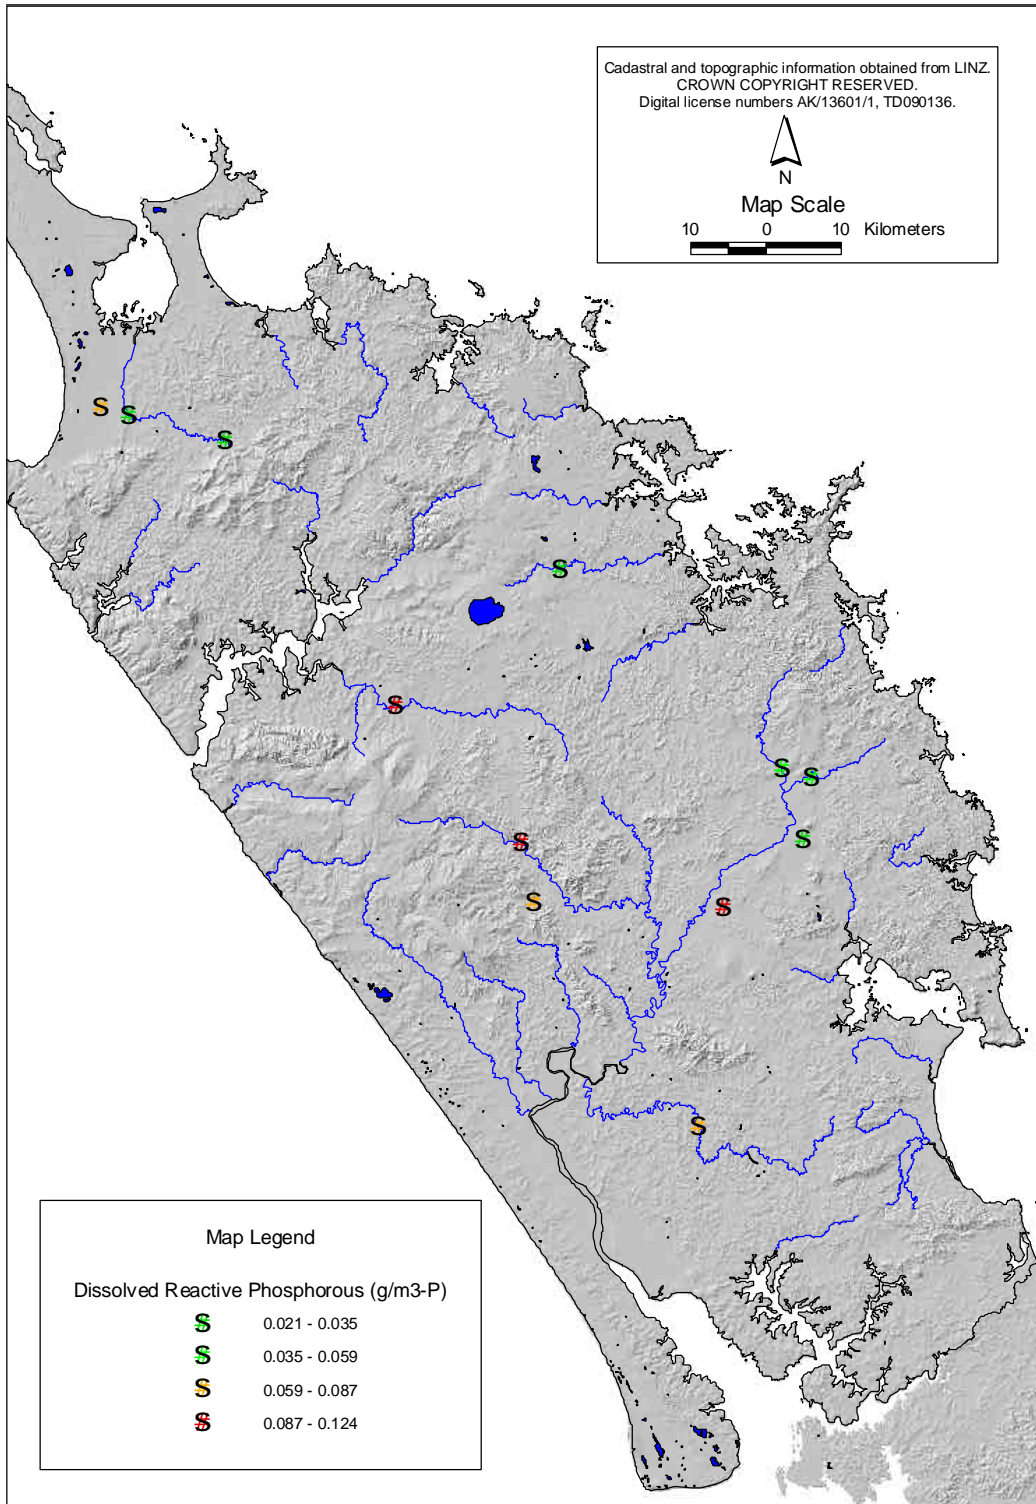 Cadastral and topographic information obtained from LINZ.
CROWN COPYRIGHT RESERVED.
Digital license numbers AK/13601/1, TD090136.
N
Map Scale
10 0 10 Kilometers
S
S
S
S
S
S
S
S
S
S
S
S
Map Legend
Dissolved Reactive Phosphorous (g/m3-P)
S 0.021 - 0.035
S 0.035 - 0.059
S 0.059 - 0.087
S 0.087 - 0.124